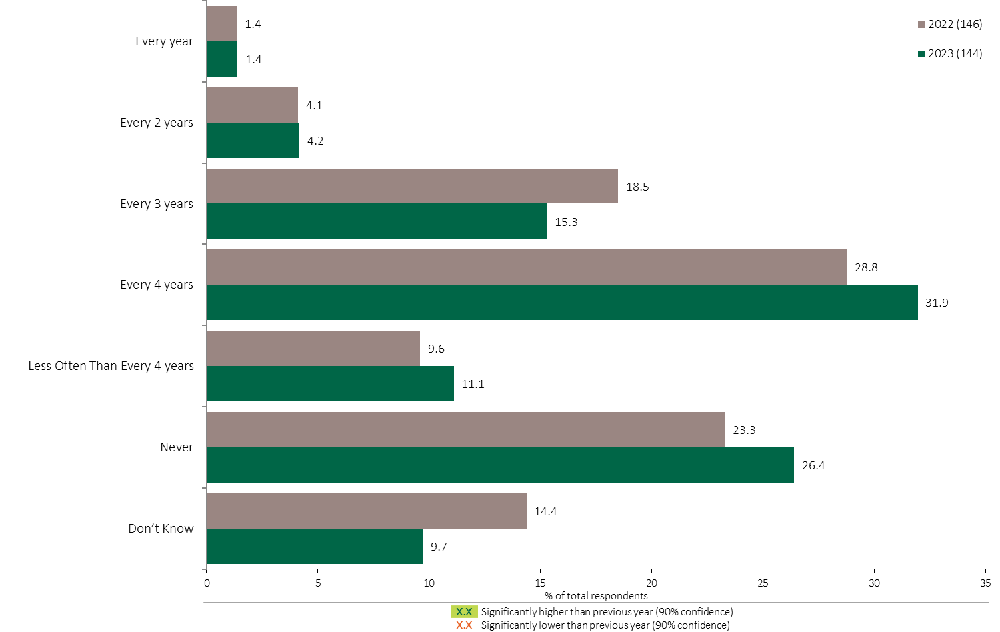 2022 (146)
2023 (144)
Every year
1.4
1.4
Every 2 years
4.1
4.2
Every 3 years
18.5
15.3
Every 4 years
28.8
31.9
Less Often Than Every 4 years
9.6
11.1
Never
23.3
26.4
Don’t Know
14.4
9.7
0 5 10 15 20 25 30 35
% of total respondents
X.X Significantly higher than previous year (90% confidence)
X.X Significantly lower than previous year (90% confidence)